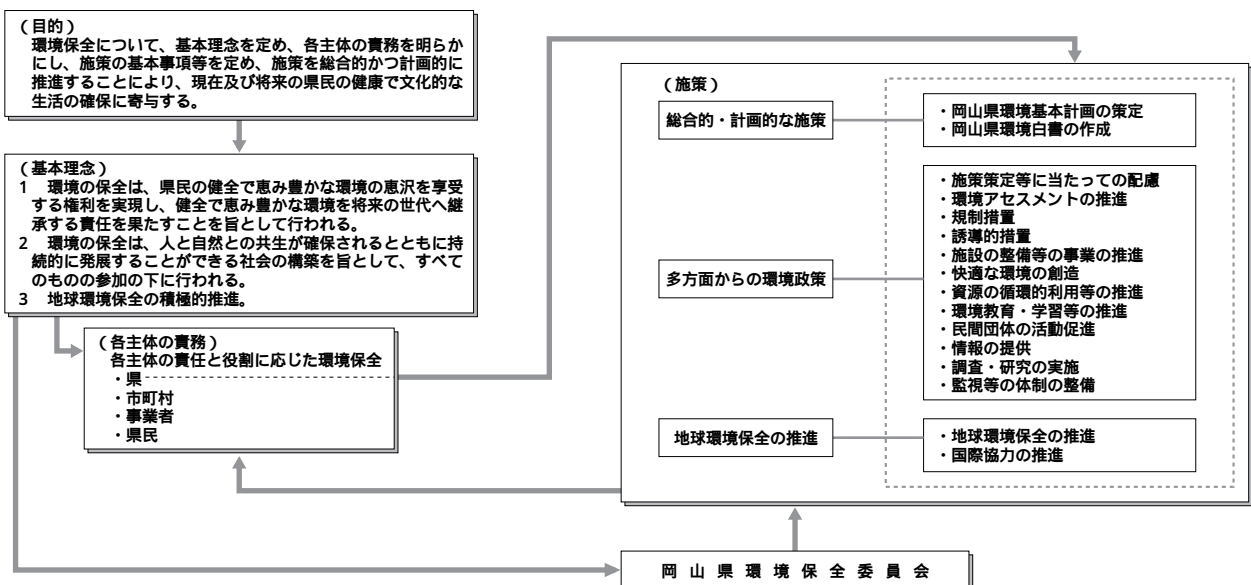 （目的）
環境保全について、基本理念を定め、各主体の責務を明らか
にし、施策の基本事項等を定め、施策を総合的かつ計画的に
推進することにより、現在及び将来の県民の健康で文化的な
生活の確保に寄与する。
（基本理念）
1　環境の保全は、県民の健全で恵み豊かな環境の恵沢を享受
する権利を実現し、健全で恵み豊かな環境を将来の世代へ継
承する責任を果たすことを旨として行われる。
2　環境の保全は、人と自然との共生が確保されるとともに持
続的に発展することができる社会の構築を旨として、すべて
のものの参加の下に行われる。
3　地球環境保全の積極的推進。
（各主体の責務）
各主体の責任と役割に応じた環境保全
・県
・市町村
・事業者
・県民
（施策）
総合的・計画的な施策
・岡山県環境基本計画の策定
・岡山県環境白書の作成
多方面からの環境政策
・施策策定等に当たっての配慮
・環境アセスメントの推進
・規制措置
・誘導的措置
・施設の整備等の事業の推進
・快適な環境の創造
・資源の循環的利用等の推進
・環境教育・学習等の推進
・民間団体の活動促進
・情報の提供
・調査・研究の実施
・監視等の体制の整備
地球環境保全の推進
・地球環境保全の推進
・国際協力の推進
岡山県環境保全委員会